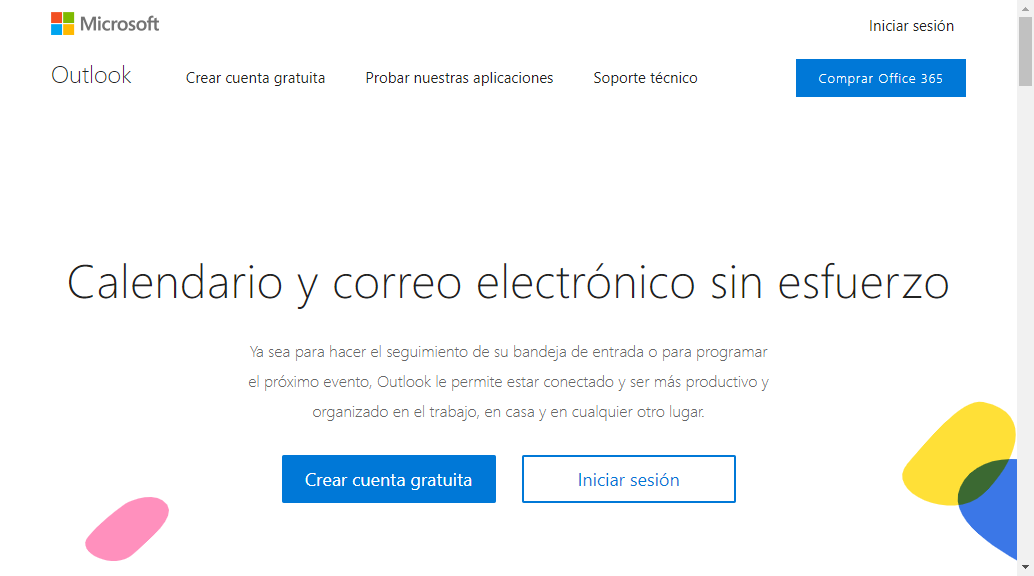 Microsoft
Iniciar sesión
Outlook
Crear cuenta gratuita
Probar nuestras aplicaciones
Soporte técnico
Comprar Office 365
Calendario y correo electrónico sin esfuerzo
Ya sea para hacer el seguimiento de su bandeja de entrada o para programar
el próximo evento, Outlook le permite estar conectado y ser más productivo y
organizado en el trabajo, en casa y en cualquier otro lugar.
Crear cuenta gratuita
Iniciar sesión